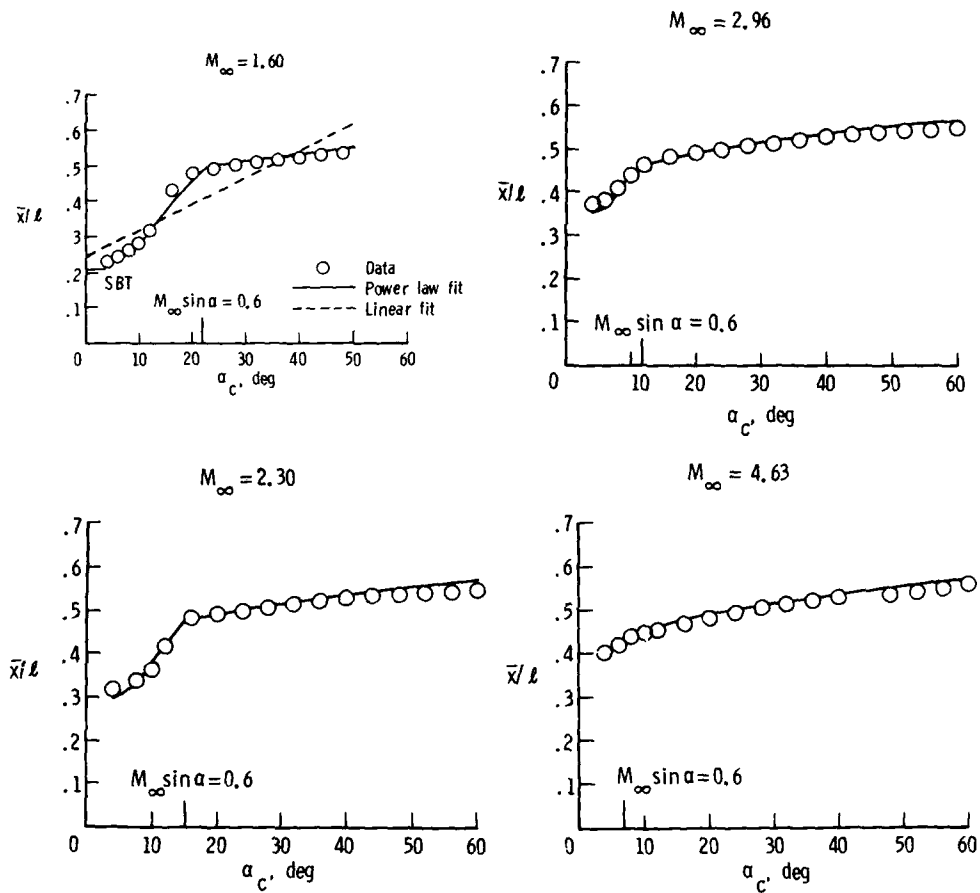 M∞ = 1.60
.7
.6
.5
.4
.3
.2
.1
x̄/ℓ
SBT
Data
Power law fit
Linear fit
M∞ sin α = 0.6
0 10 20 30 40 50 60
αc, deg
M∞ = 2.96
.7
.6
.5
.4
.3
.2
.1
x̄/ℓ
M∞ sin α = 0.6
0 10 20 30 40 50 60
αc, deg
M∞ = 2.30
.7
.6
.5
.4
.3
.2
.1
x̄/ℓ
M∞ sin α = 0.6
0 10 20 30 40 50 60
αc, deg
M∞ = 4.63
.7
.6
.5
.4
.3
.2
.1
x̄/ℓ
M∞ sin α = 0.6
0 10 20 30 40 50 60
αc, deg